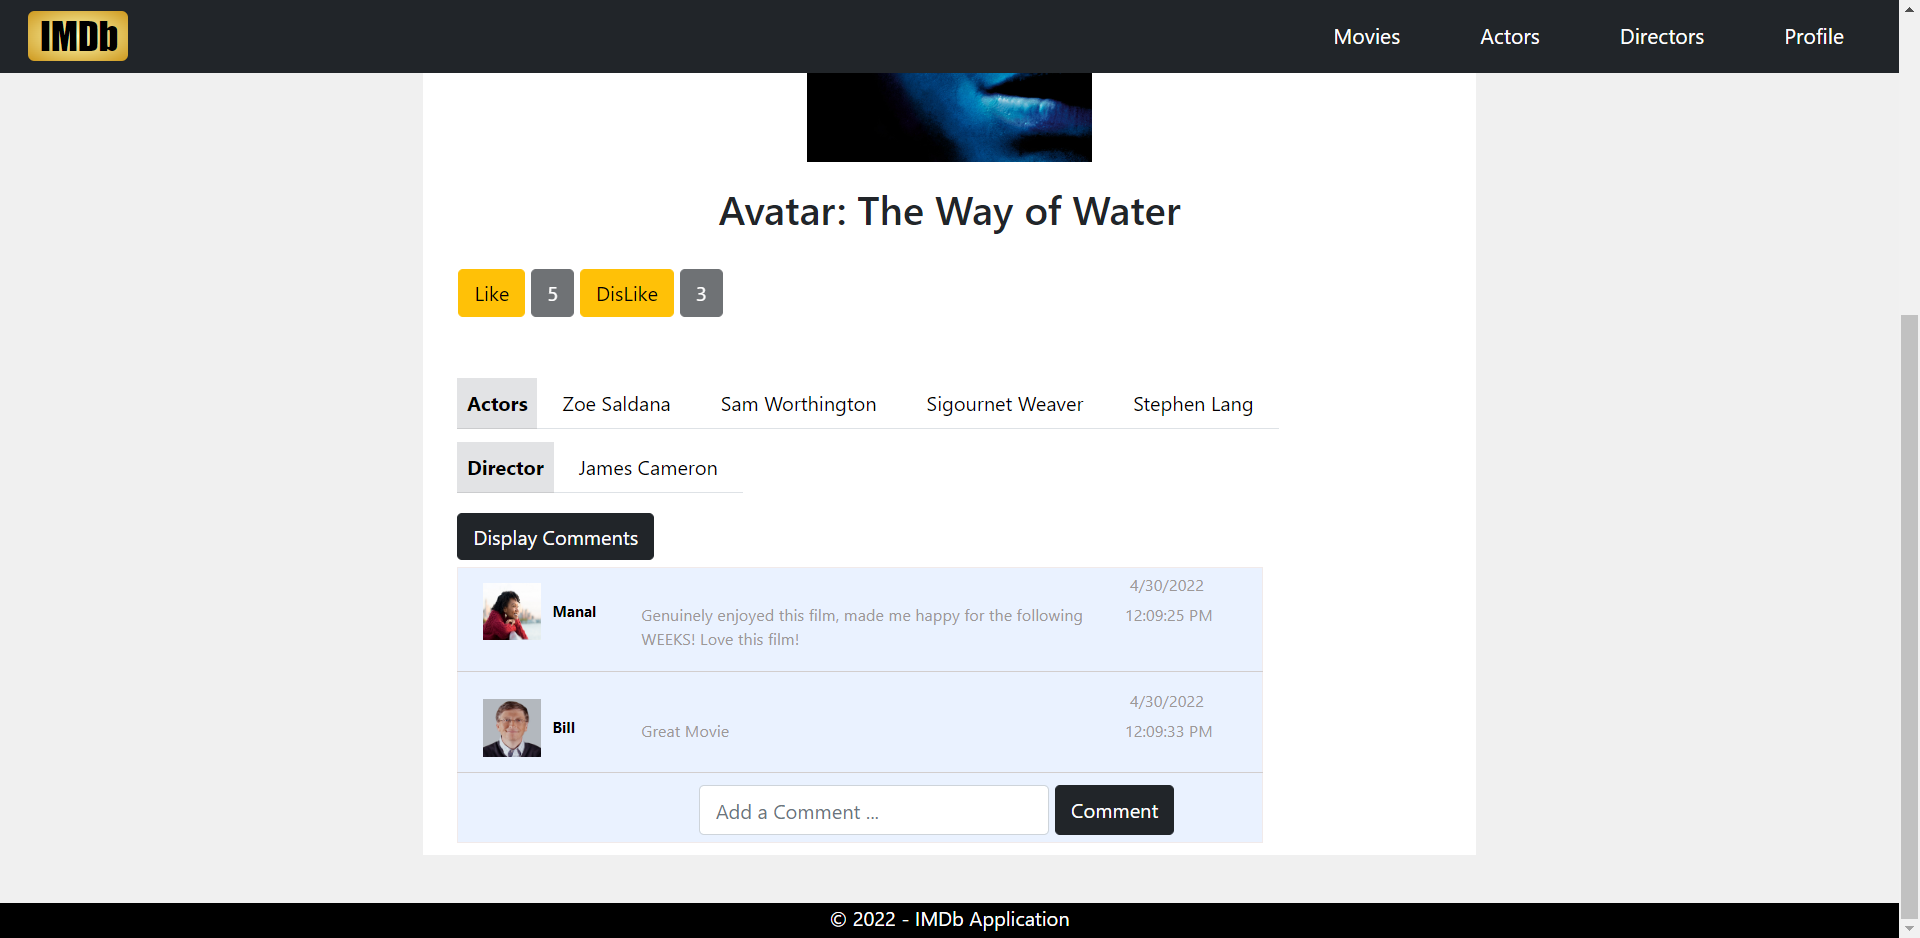 IMDb Movies Actors Directors Profile
Avatar: The Way of Water
Like 5 DisLike 3
Actors Zoe Saldana Sam Worthington Sigournet Weaver Stephen Lang
Director James Cameron
Display Comments
4/30/2022
Manal Genuinely enjoyed this film, made me happy for the following 12:09:25 PM
WEEKS! Love this film!
4/30/2022
Bill Great Movie 12:09:33 PM
Add a Comment ... Comment
© 2022 - IMDb Application